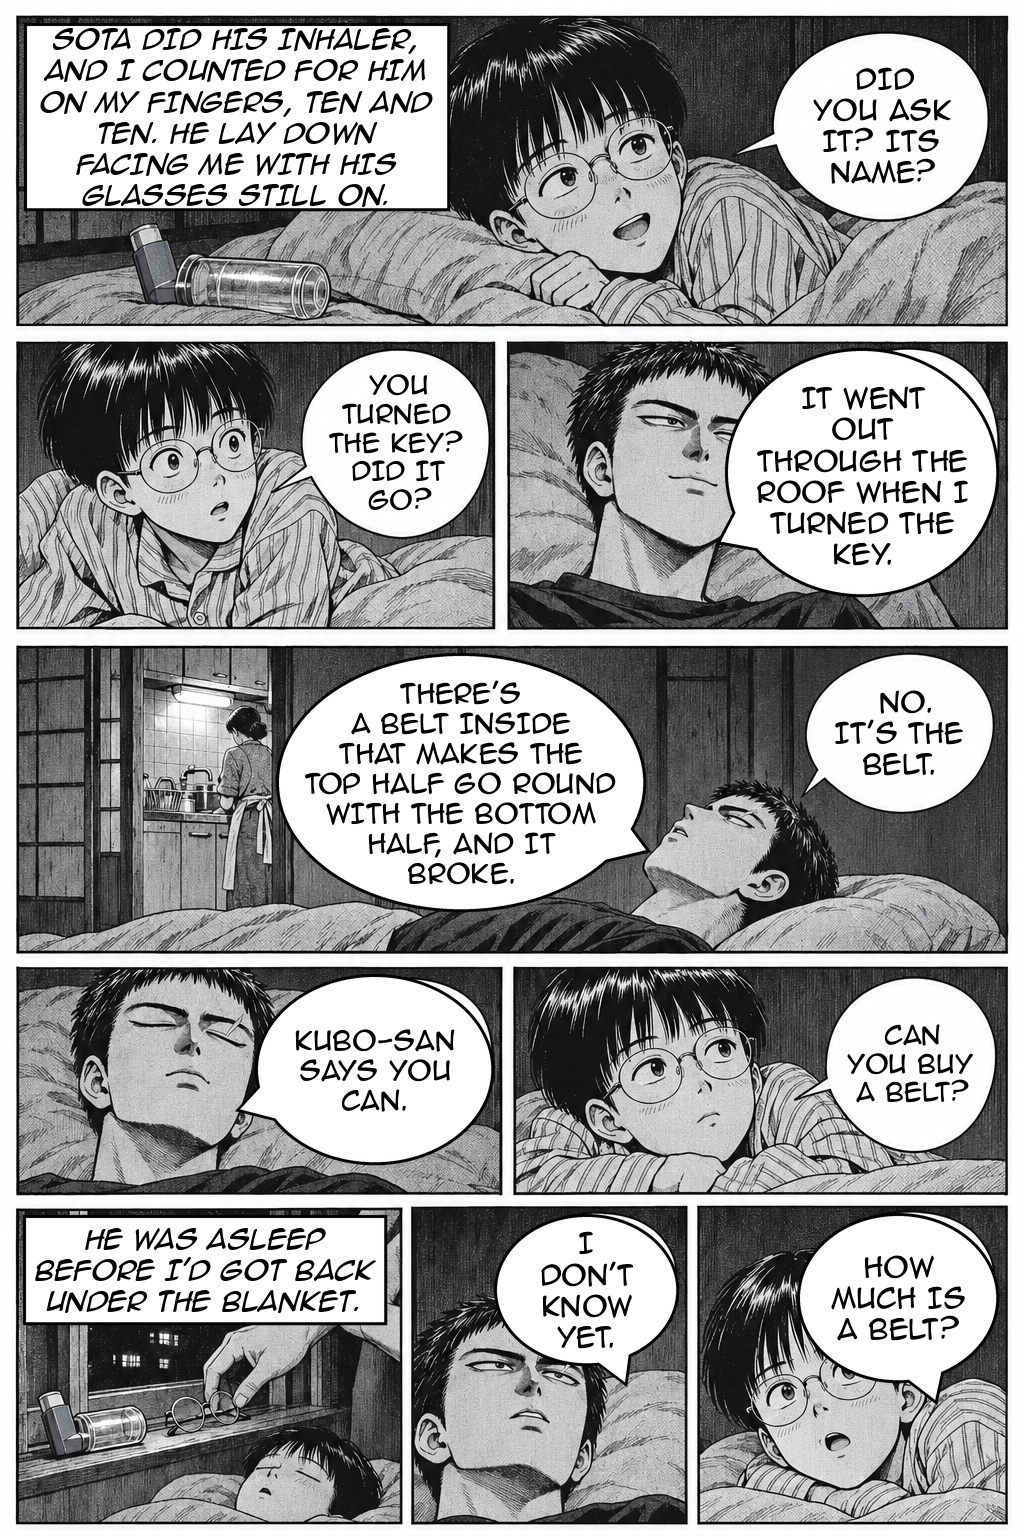 SOTA DID HIS INHALER,
AND I COUNTED FOR HIM
ON MY FINGERS, TEN AND
TEN. HE LAY DOWN
FACING ME WITH HIS
GLASSES STILL ON.
DID
YOU ASK
IT? ITS
NAME?
IT WENT
OUT
THROUGH THE
ROOF WHEN I
TURNED THE
KEY.
YOU
TURNED
THE KEY?
DID IT
GO?
NO.
IT'S THE
BELT.
THERE'S
A BELT INSIDE
THAT MAKES THE
TOP HALF GO ROUND
WITH THE BOTTOM
HALF, AND IT
BROKE.
CAN
YOU BUY
A BELT?
KUBO-SAN
SAYS YOU
CAN.
HOW
MUCH IS
A BELT?
I
DON'T
KNOW
YET.
HE WAS ASLEEP
BEFORE I'D GOT BACK
UNDER THE BLANKET.